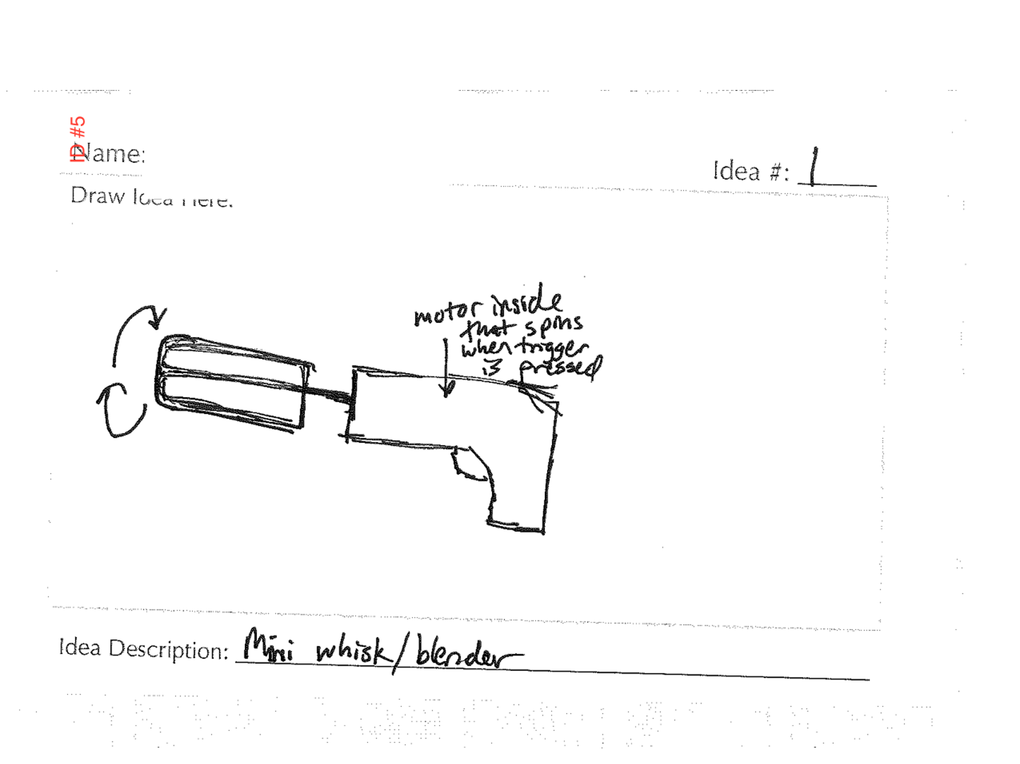 ID #5
Name:
Idea #: 1
Draw Idea Here:
motor inside
that spins
when trigger
is pressed
Idea Description: Mini whisk/blender